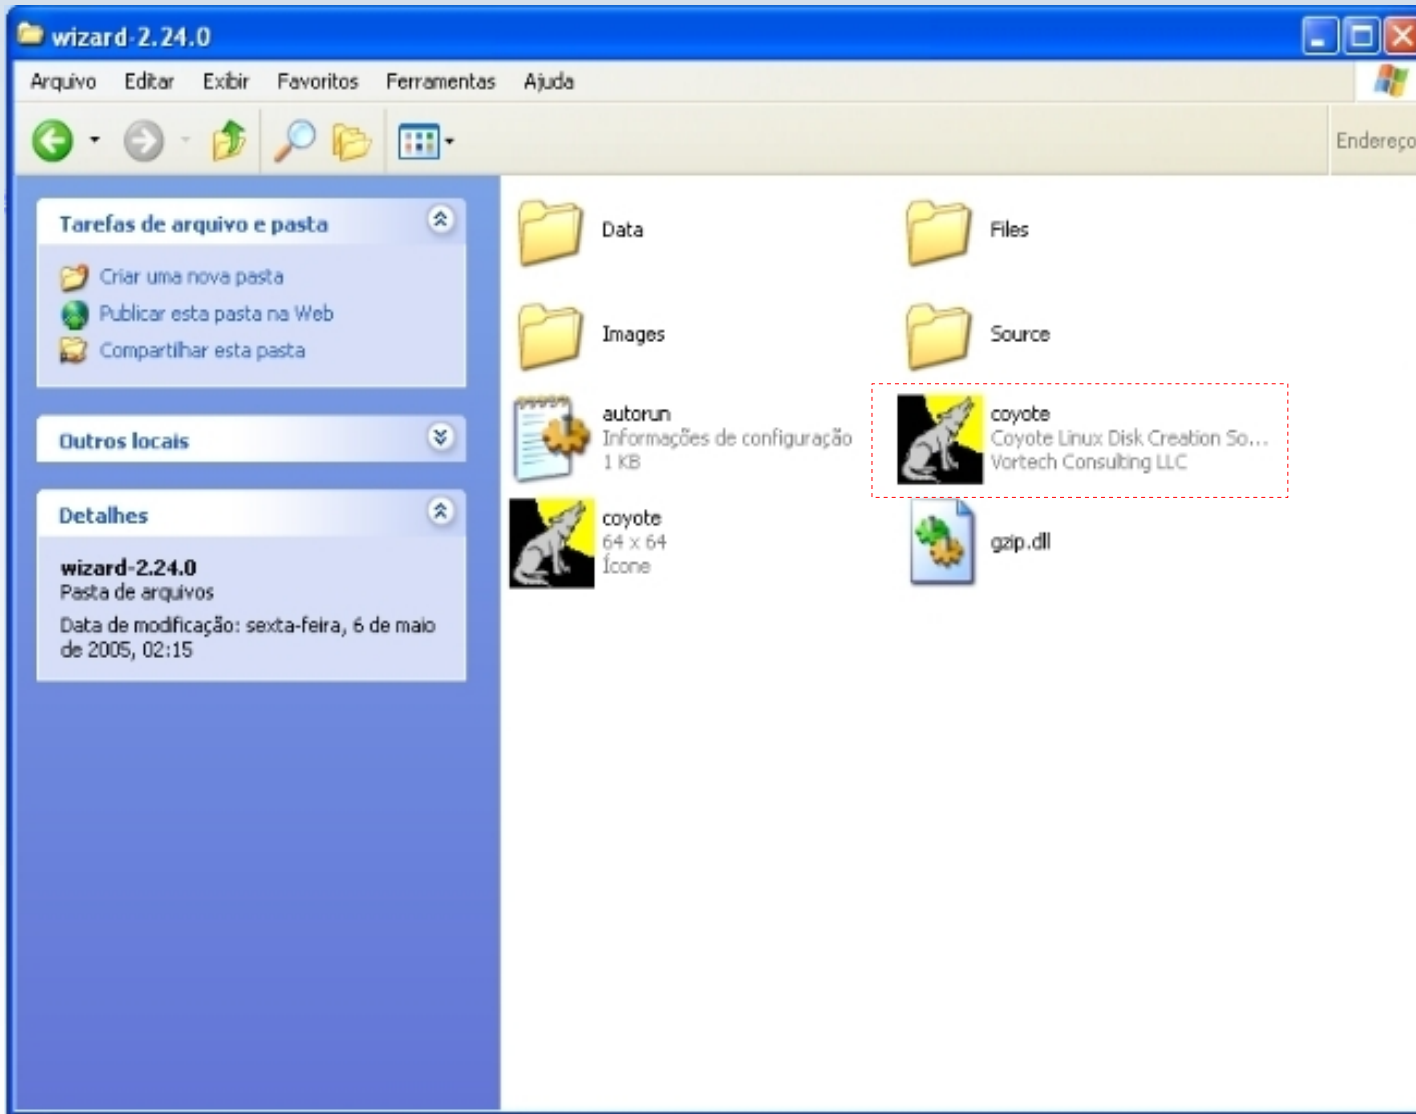 wizard-2.24.0
Arquivo Editar Exibir Favoritos Ferramentas Ajuda
Endereço
Tarefas de arquivo e pasta
Criar uma nova pasta
Publicar esta pasta na Web
Compartilhar esta pasta
Outros locais
Detalhes
wizard-2.24.0
Pasta de arquivos
Data de modificação: sexta-feira, 6 de maio
de 2005, 02:15
Data
Files
Images
Source
autorun
Informações de configuração
1 KB
coyote
Coyote Linux Disk Creation So...
Vortech Consulting LLC
coyote
64 x 64
Ícone
gzip.dll